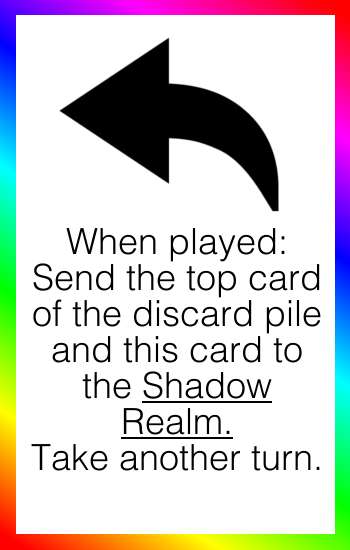 When played:
Send the top card
of the discard pile
and this card to
the Shadow
Realm.
Take another turn.